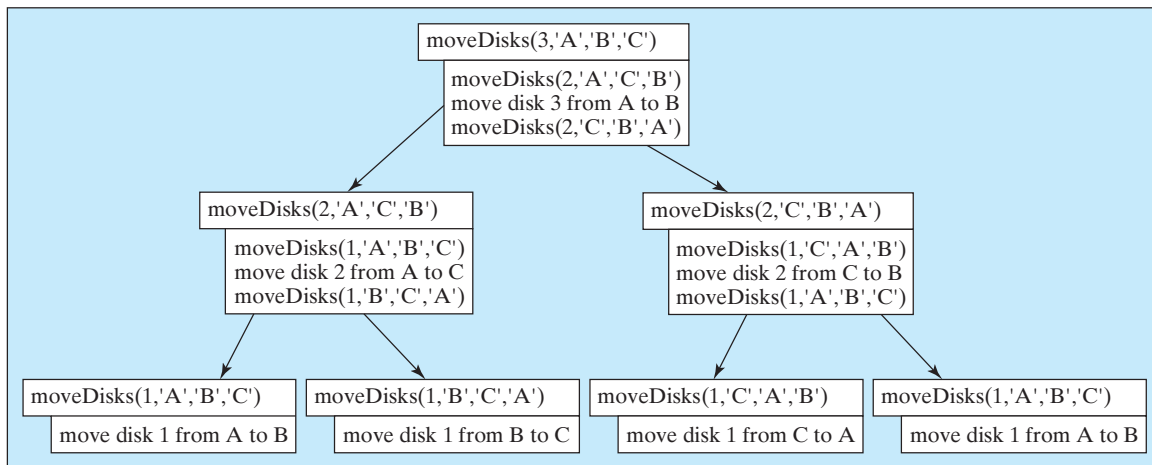 moveDisks(3,'A','B','C')
moveDisks(2,'A','C','B')
move disk 3 from A to B
moveDisks(2,'C','B','A')
moveDisks(2,'A','C','B')
moveDisks(1,'A','B','C')
move disk 2 from A to C
moveDisks(1,'B','C','A')
moveDisks(2,'C','B','A')
moveDisks(1,'C','A','B')
move disk 2 from C to B
moveDisks(1,'A','B','C')
moveDisks(1,'A','B','C')
move disk 1 from A to B
moveDisks(1,'B','C','A')
move disk 1 from B to C
moveDisks(1,'C','A','B')
move disk 1 from C to A
moveDisks(1,'A','B','C')
move disk 1 from A to B